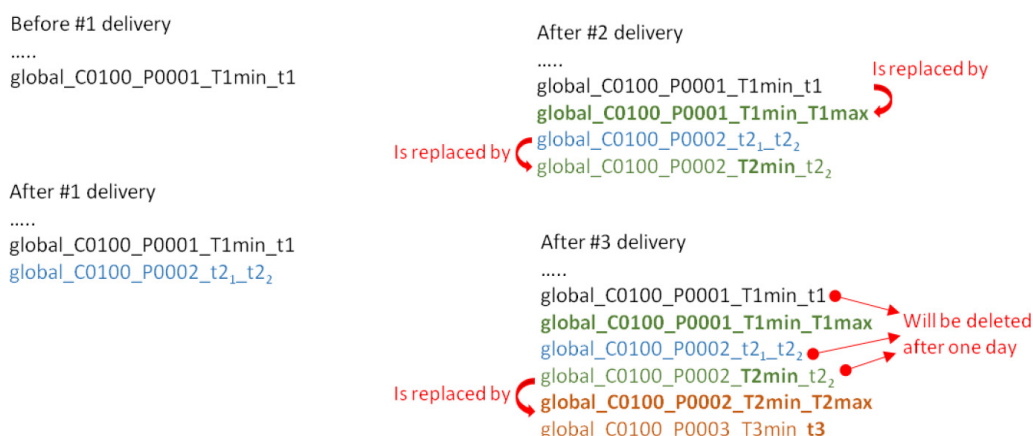 Before #1 delivery
.....
global_C0100_P0001_T1min_t1
After #1 delivery
.....
global_C0100_P0001_T1min_t1
global_C0100_P0002_t2₁_t2₂
After #2 delivery
.....
global_C0100_P0001_T1min_t1
Is replaced by
global_C0100_P0001_T1min_T1max
global_C0100_P0002_t2₁_t2₂
Is replaced by
global_C0100_P0002_T2min_t2₂
After #3 delivery
.....
global_C0100_P0001_T1min_t1
global_C0100_P0001_T1min_T1max
global_C0100_P0002_t2₁_t2₂
Will be deleted
after one day
global_C0100_P0002_T2min_t2₂
Is replaced by
global_C0100_P0002_T2min_T2max
global_C0100_P0003_T3min_t3